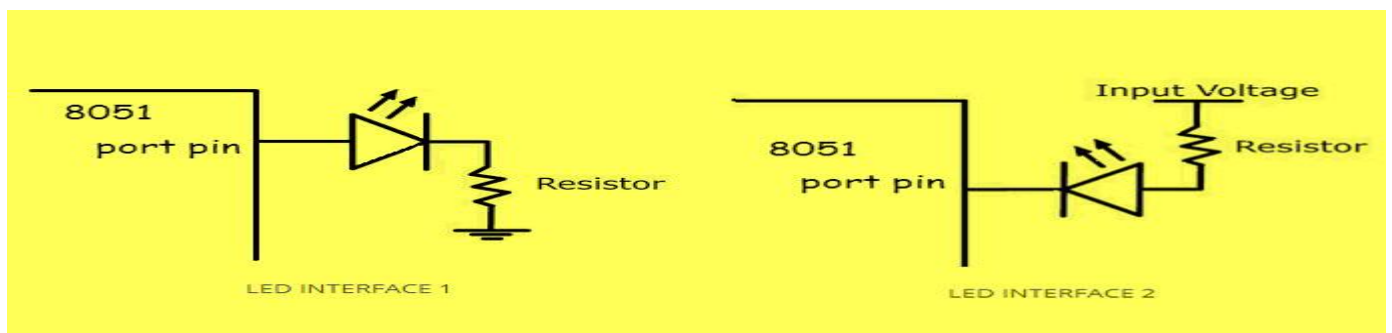 8051
port pin
Resistor
LED INTERFACE 1
Input Voltage
8051
Resistor
port pin
LED INTERFACE 2